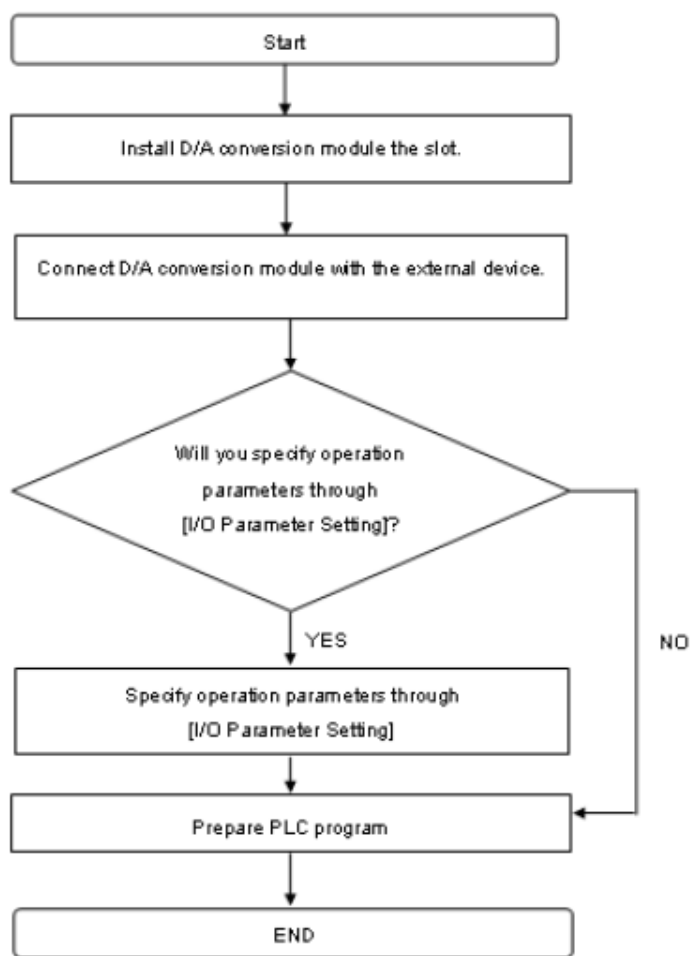 Start
Install D/A conversion module the slot.
Connect D/A conversion module with the external device.
Will you specify operation
parameters through
[I/O Parameter Setting]?
YES
NO
Specify operation parameters through
[I/O Parameter Setting]
Prepare PLC program
END